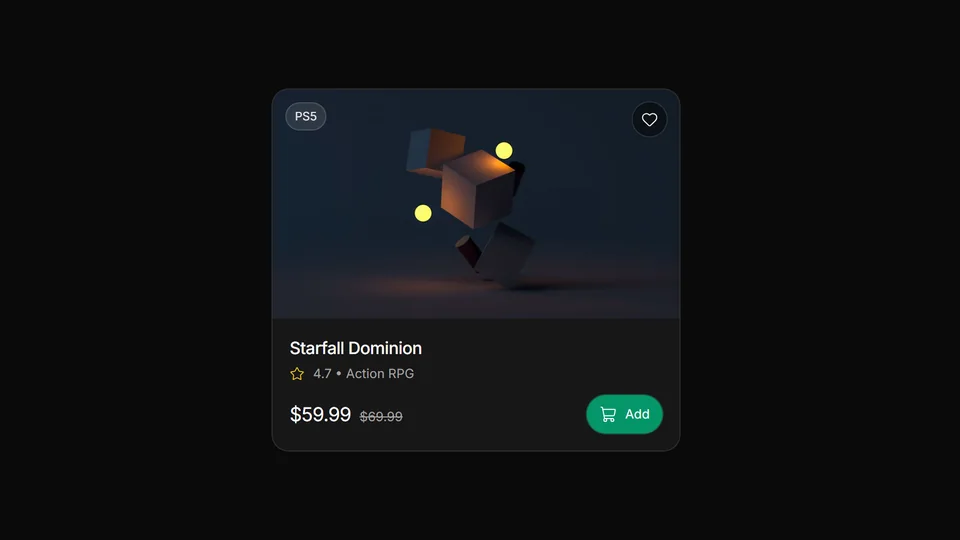 PS5
Starfall Dominion
4.7 • Action RPG
$59.99 $69.99
Add